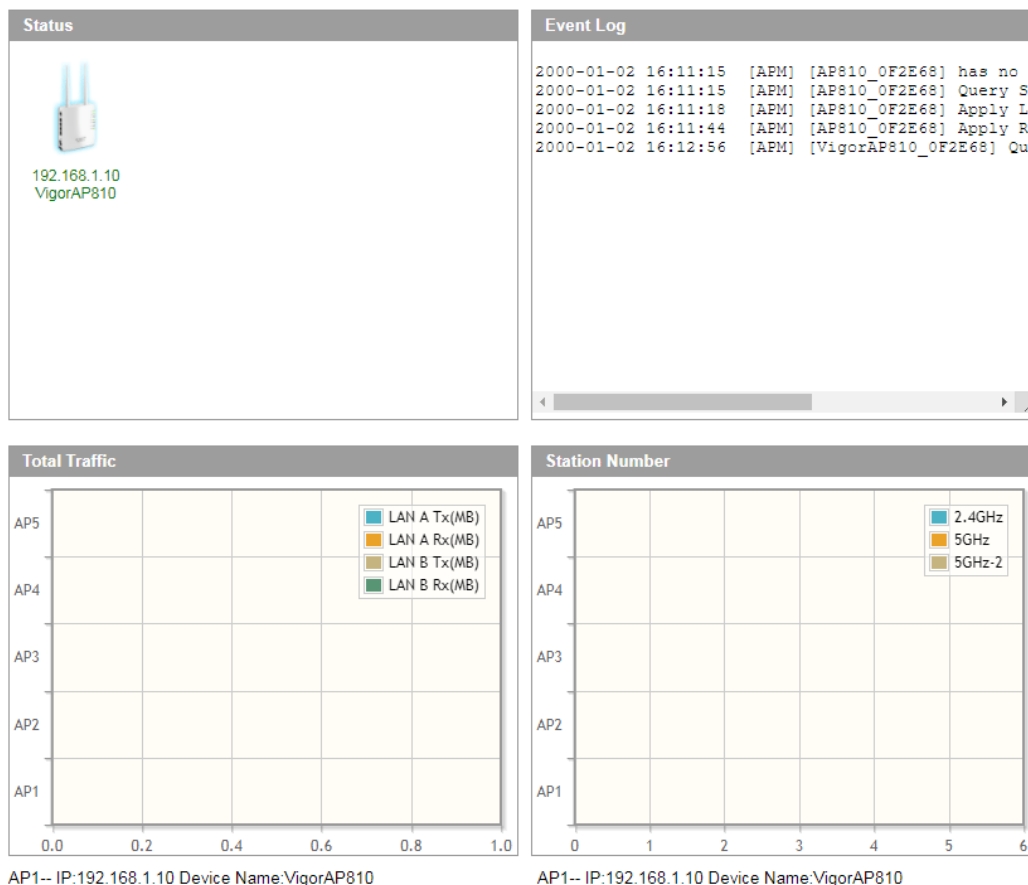 Status
192.168.1.10
VigorAP810
Event Log
2000-01-02 16:11:15 [APM] [AP810_0F2E68] has no
2000-01-02 16:11:15 [APM] [AP810_0F2E68] Query S
2000-01-02 16:11:18 [APM] [AP810_0F2E68] Apply L
2000-01-02 16:11:44 [APM] [AP810_0F2E68] Apply R
2000-01-02 16:12:56 [APM] [VigorAP810_0F2E68] Qu
Total Traffic
LAN A Tx(MB)
LAN A Rx(MB)
LAN B Tx(MB)
LAN B Rx(MB)
AP5
AP4
AP3
AP2
AP1
0.0 0.2 0.4 0.6 0.8 1.0
AP1-- IP:192.168.1.10 Device Name:VigorAP810
Station Number
2.4GHz
5GHz
5GHz-2
AP5
AP4
AP3
AP2
AP1
0 1 2 3 4 5 6
AP1-- IP:192.168.1.10 Device Name:VigorAP810